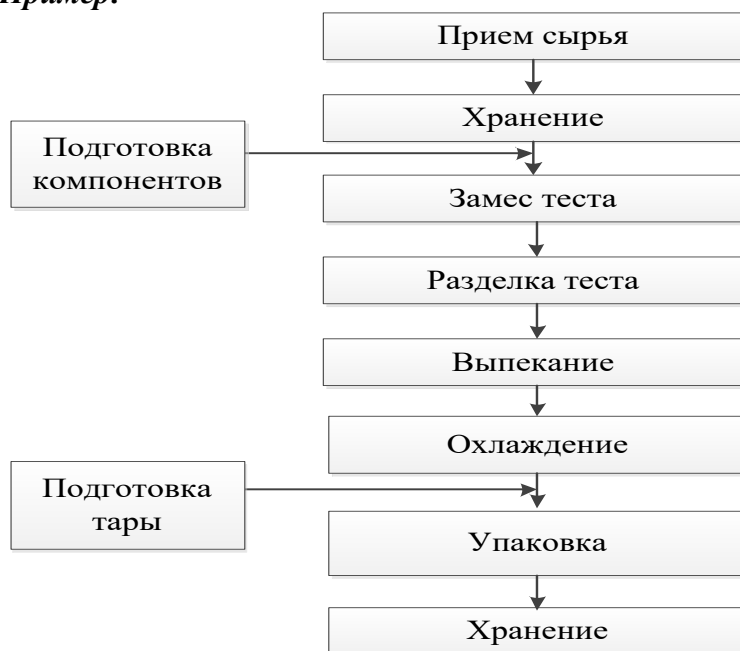 Пример:
Прием сырья
Хранение
Подготовка
компонентов
Замес теста
Разделка теста
Выпекание
Охлаждение
Подготовка
тары
Упаковка
Хранение